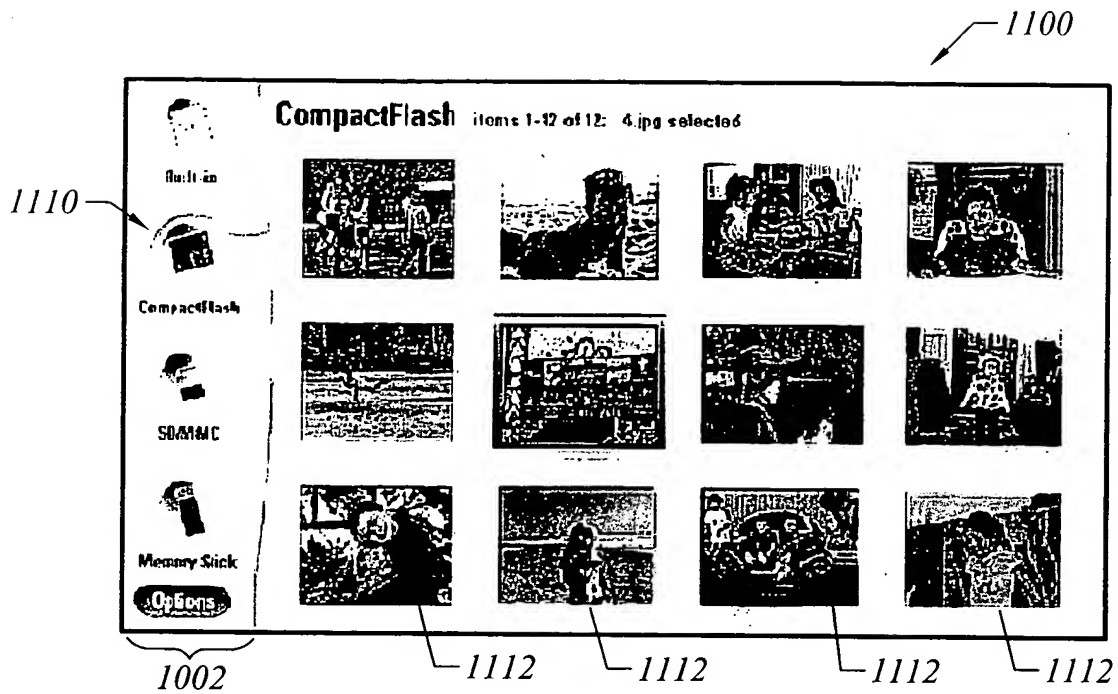 1100
CompactFlash items 1-12 of 12: 4.jpg selected
Built-in
1110
CompactFlash
SD/MMC
Memory Stick
Options
1002
1112
1112
1112
1112